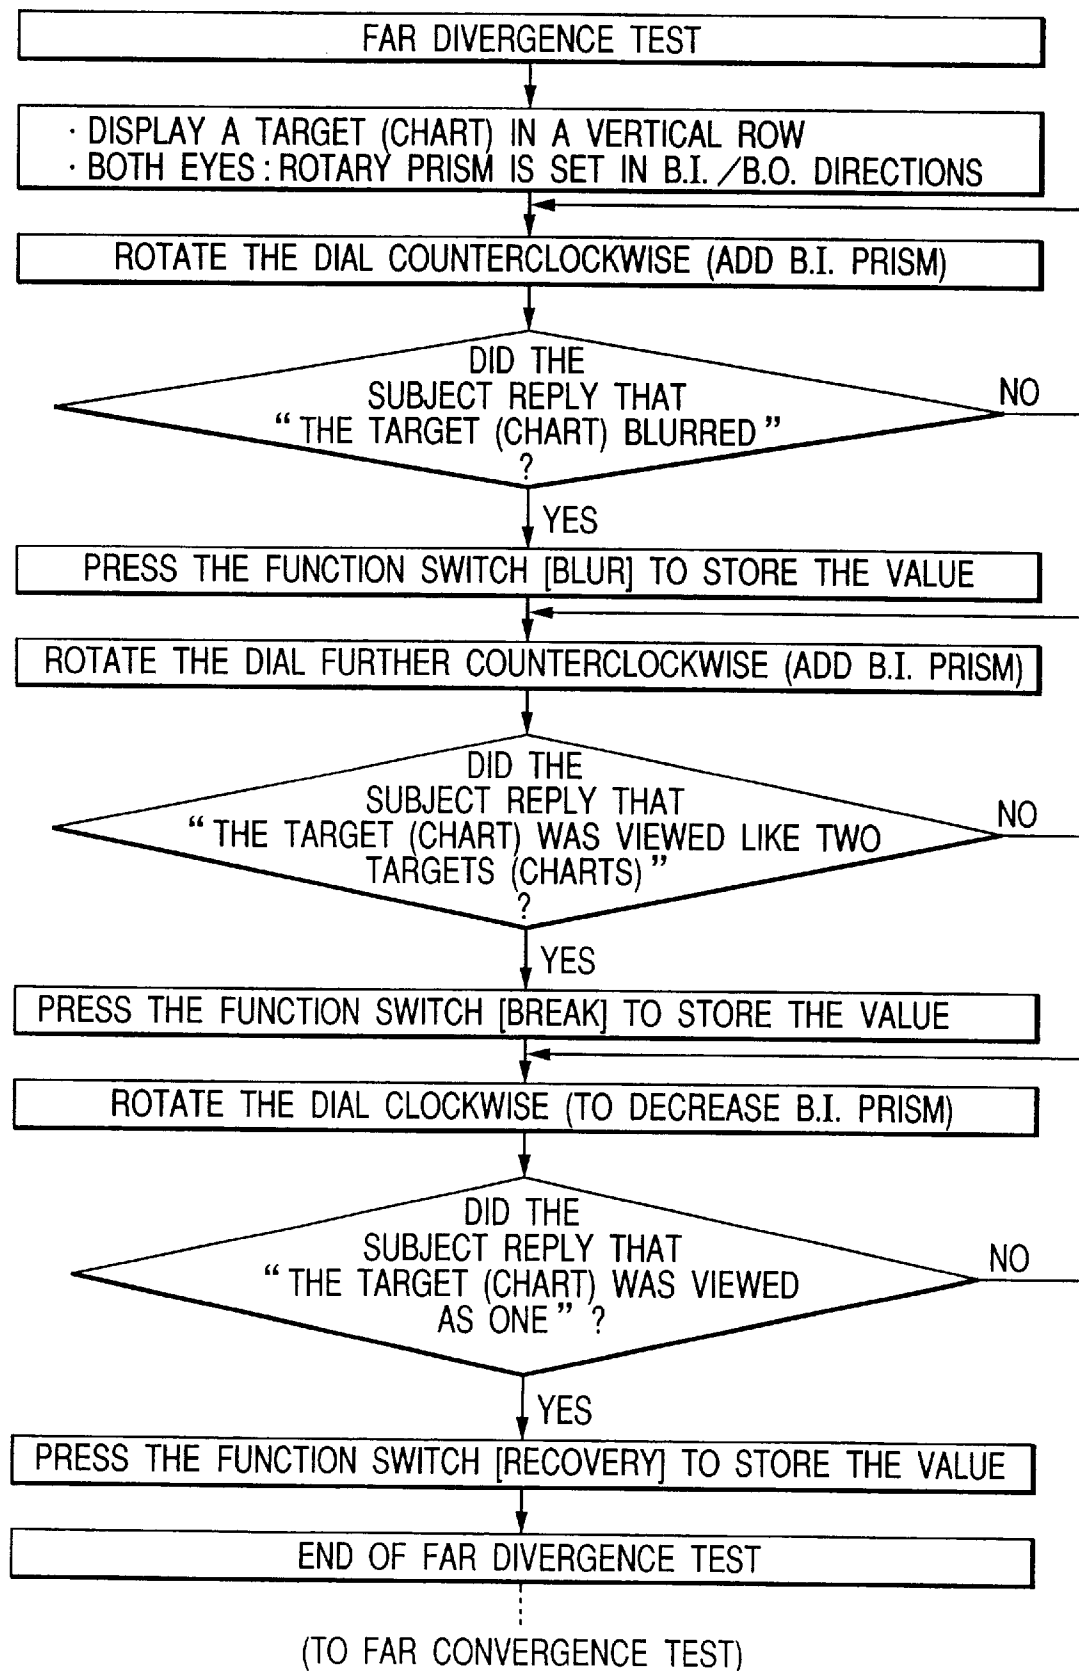 FAR DIVERGENCE TEST
· DISPLAY A TARGET (CHART) IN A VERTICAL ROW
· BOTH EYES : ROTARY PRISM IS SET IN B.I. /B.O. DIRECTIONS
ROTATE THE DIAL COUNTERCLOCKWISE (ADD B.I. PRISM)
DID THE
SUBJECT REPLY THAT
“ THE TARGET (CHART) BLURRED ”
?
NO
YES
PRESS THE FUNCTION SWITCH [BLUR] TO STORE THE VALUE
ROTATE THE DIAL FURTHER COUNTERCLOCKWISE (ADD B.I. PRISM)
DID THE
SUBJECT REPLY THAT
“ THE TARGET (CHART) WAS VIEWED LIKE TWO
TARGETS (CHARTS) ”
?
NO
YES
PRESS THE FUNCTION SWITCH [BREAK] TO STORE THE VALUE
ROTATE THE DIAL CLOCKWISE (TO DECREASE B.I. PRISM)
DID THE
SUBJECT REPLY THAT
“ THE TARGET (CHART) WAS VIEWED
AS ONE ” ?
NO
YES
PRESS THE FUNCTION SWITCH [RECOVERY] TO STORE THE VALUE
END OF FAR DIVERGENCE TEST
(TO FAR CONVERGENCE TEST)